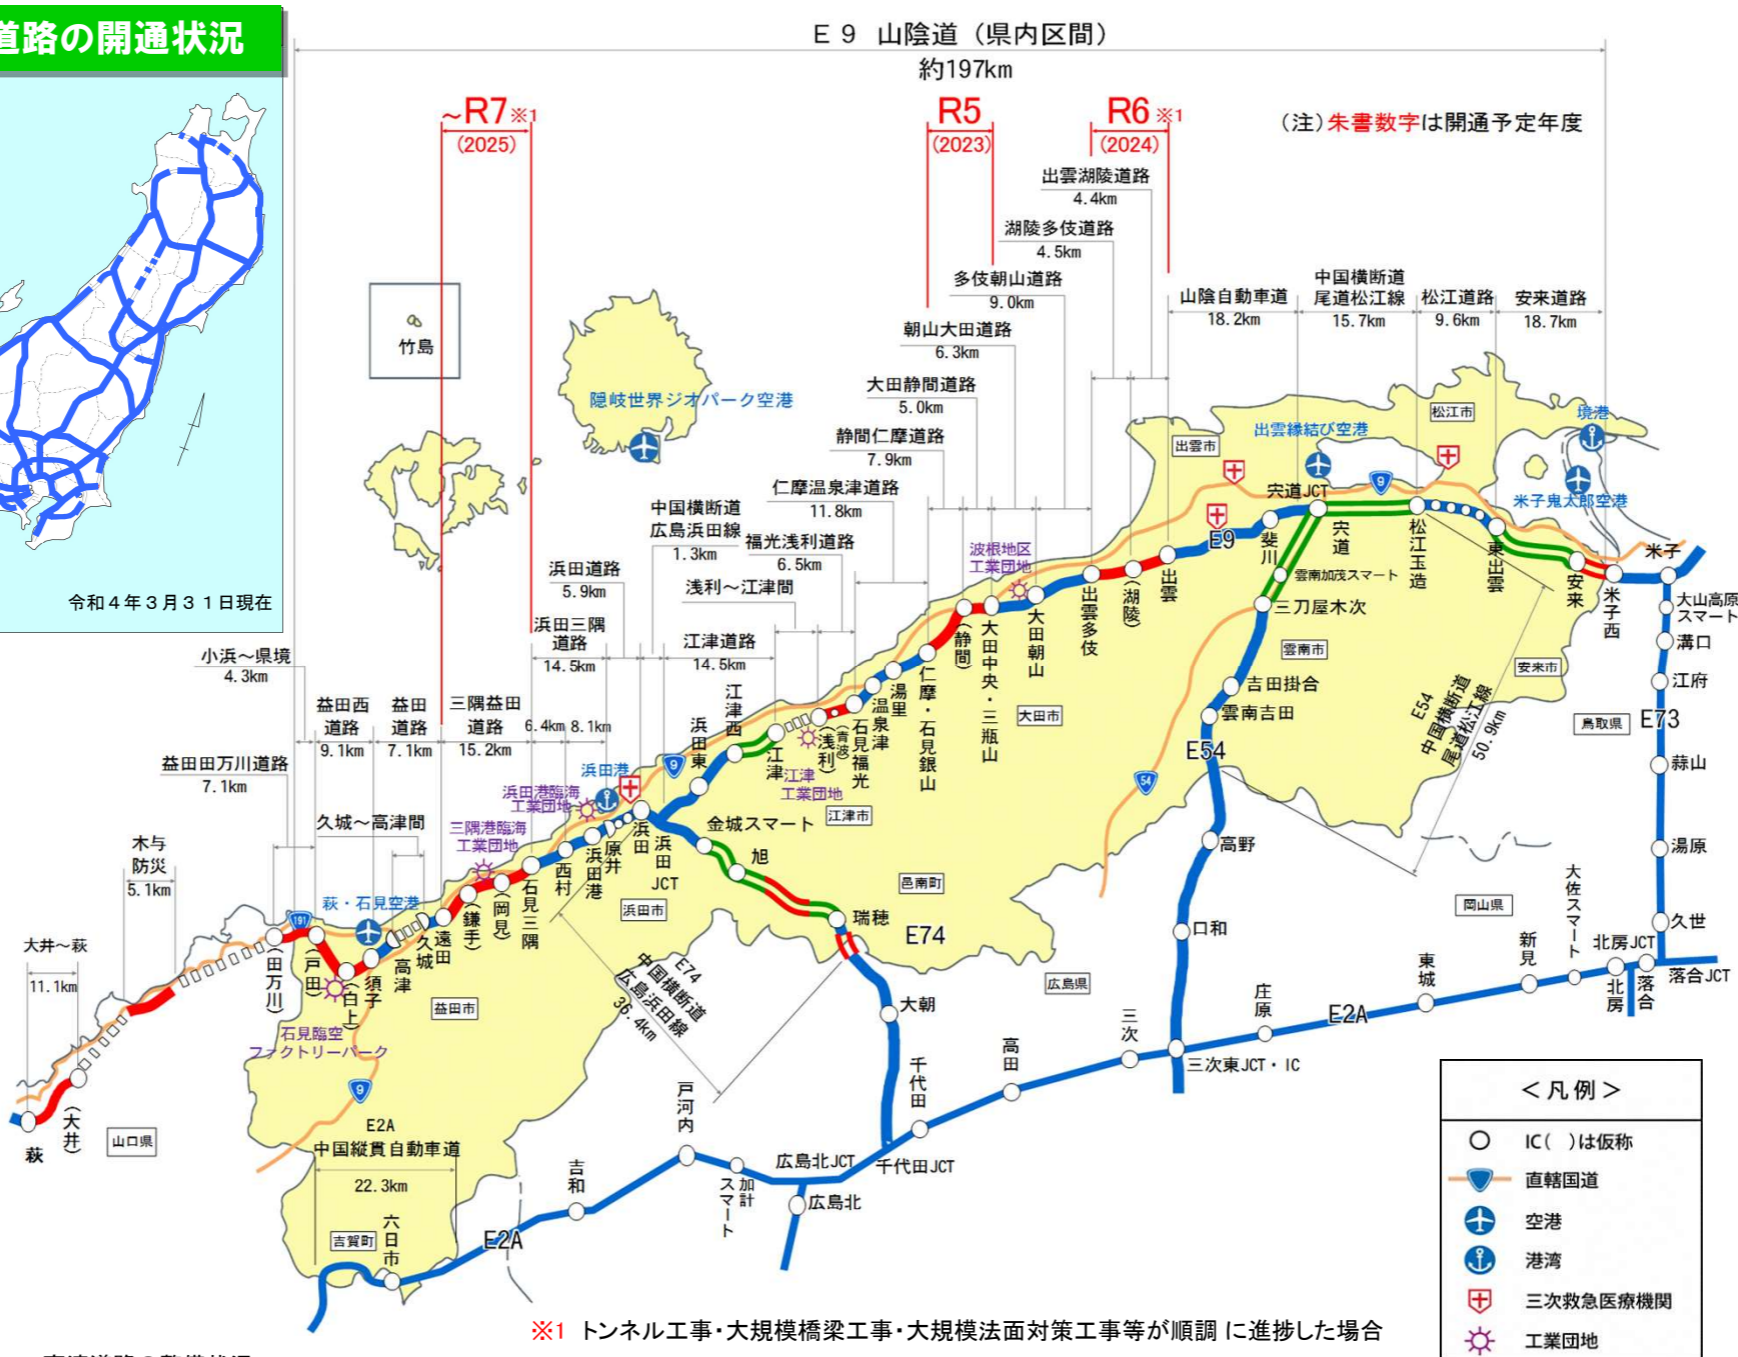 道路の開通状況
令和４年３月３１日現在
Ｅ９ 山陰道（県内区間）
約197km
（注）朱書数字は開通予定年度
～R7※1
（2025）
R5
（2023）
R6※1
（2024）
出雲湖陵道路
4.4km
湖陵多伎道路
4.5km
多伎朝山道路
9.0km
朝山大田道路
6.3km
大田静間道路
5.0km
静間仁摩道路
7.9km
仁摩温泉津道路
11.8km
福光浅利道路
6.5km
浅利～江津間
江津道路
14.5km
中国横断道
広島浜田線
1.3km
浜田道路
5.9km
浜田三隅
道路
14.5km
6.4km
8.1km
三隅益田
道路
15.2km
益田
道路
7.1km
益田西
道路
9.1km
小浜～県境
4.3km
益田田万川道路
7.1km
久城～高津間
木与
防災
5.1km
大井～萩
11.1km
山陰自動車道
18.2km
中国横断道
尾道松江線
15.7km
松江道路
9.6km
安来道路
18.7km
竹島
隠岐世界ジオパーク空港
出雲縁結び空港
境港
米子鬼太郎空港
松江市
出雲市
波根地区
工業団地
宍道JCT
9
E9
斐川
宍道
松江玉造
東出雲
安来
米子西
米子
雲南加茂スマート
三刀屋木次
雲南市
安来市
吉田掛合
雲南吉田
E54
54
E54
中国横断道
尾道松江線
50.9km
鳥取県
E73
大山高原
スマート
溝口
江府
蒜山
湯原
久世
落合JCT
落合
北房JCT
北房
大佐スマート
新見
東城
岡山県
E2A
庄原
三次東JCT・IC
三次
高田
高野
口和
広島県
出雲
（湖陵）
出雲多伎
大田朝山
大田中央・三瓶山
（静間）
仁摩・石見銀山
湯里
温泉津
石見福光
（青波）
（浅利）
江津
江津西
浜田東
大田市
江津市
江津
工業団地
9
浜田港
浜田港臨海
工業団地
三隅港臨海
工業団地
浜田
浜田
JCT
原井
浜田港
西村
石見三隅
（岡見）
（鎌手）
遠田
久城
高津
須子
（白上）
（戸田）
（田万川）
191
萩・石見空港
石見臨空
ファクトリーパーク
益田市
浜田市
邑南町
金城スマート
旭
瑞穂
E74
E74
中国横断道
広島浜田線
36.4km
大朝
千代田
千代田JCT
広島北JCT
広島北
加計
スマート
戸河内
吉和
E2A
9
E2A
中国縦貫自動車道
22.3km
六日市
吉賀町
山口県
（大井）
萩
＜凡例＞
IC（ ）は仮称
直轄国道
空港
港湾
三次救急医療機関
工業団地
※1 トンネル工事・大規模橋梁工事・大規模法面対策工事等が順調に進捗した場合